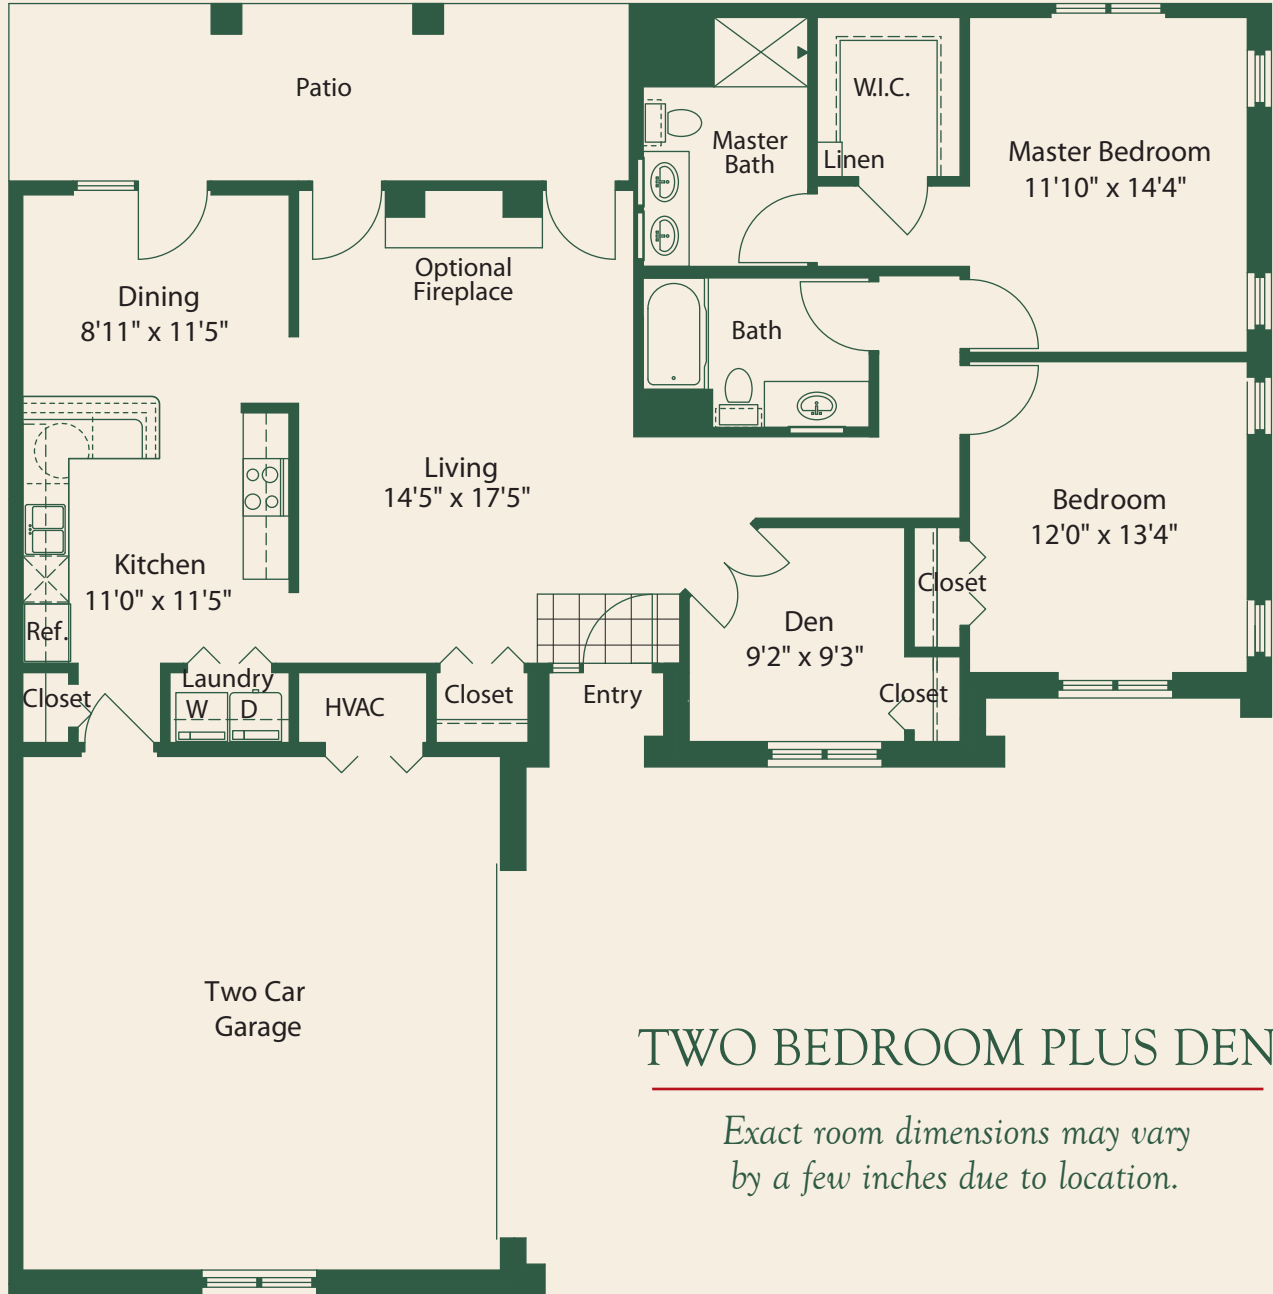 Patio
W.I.C.
Master
Bath
Linen
Master Bedroom
11'10" x 14'4"
Optional
Fireplace
Dining
8'11" x 11'5"
Bath
Living
14'5" x 17'5"
Bedroom
12'0" x 13'4"
Kitchen
11'0" x 11'5"
Closet
Ref.
Den
9'2" x 9'3"
Closet
Laundry
W D
HVAC
Closet
Entry
Closet
Two Car
Garage
TWO BEDROOM PLUS DEN
Exact room dimensions may vary
by a few inches due to location.